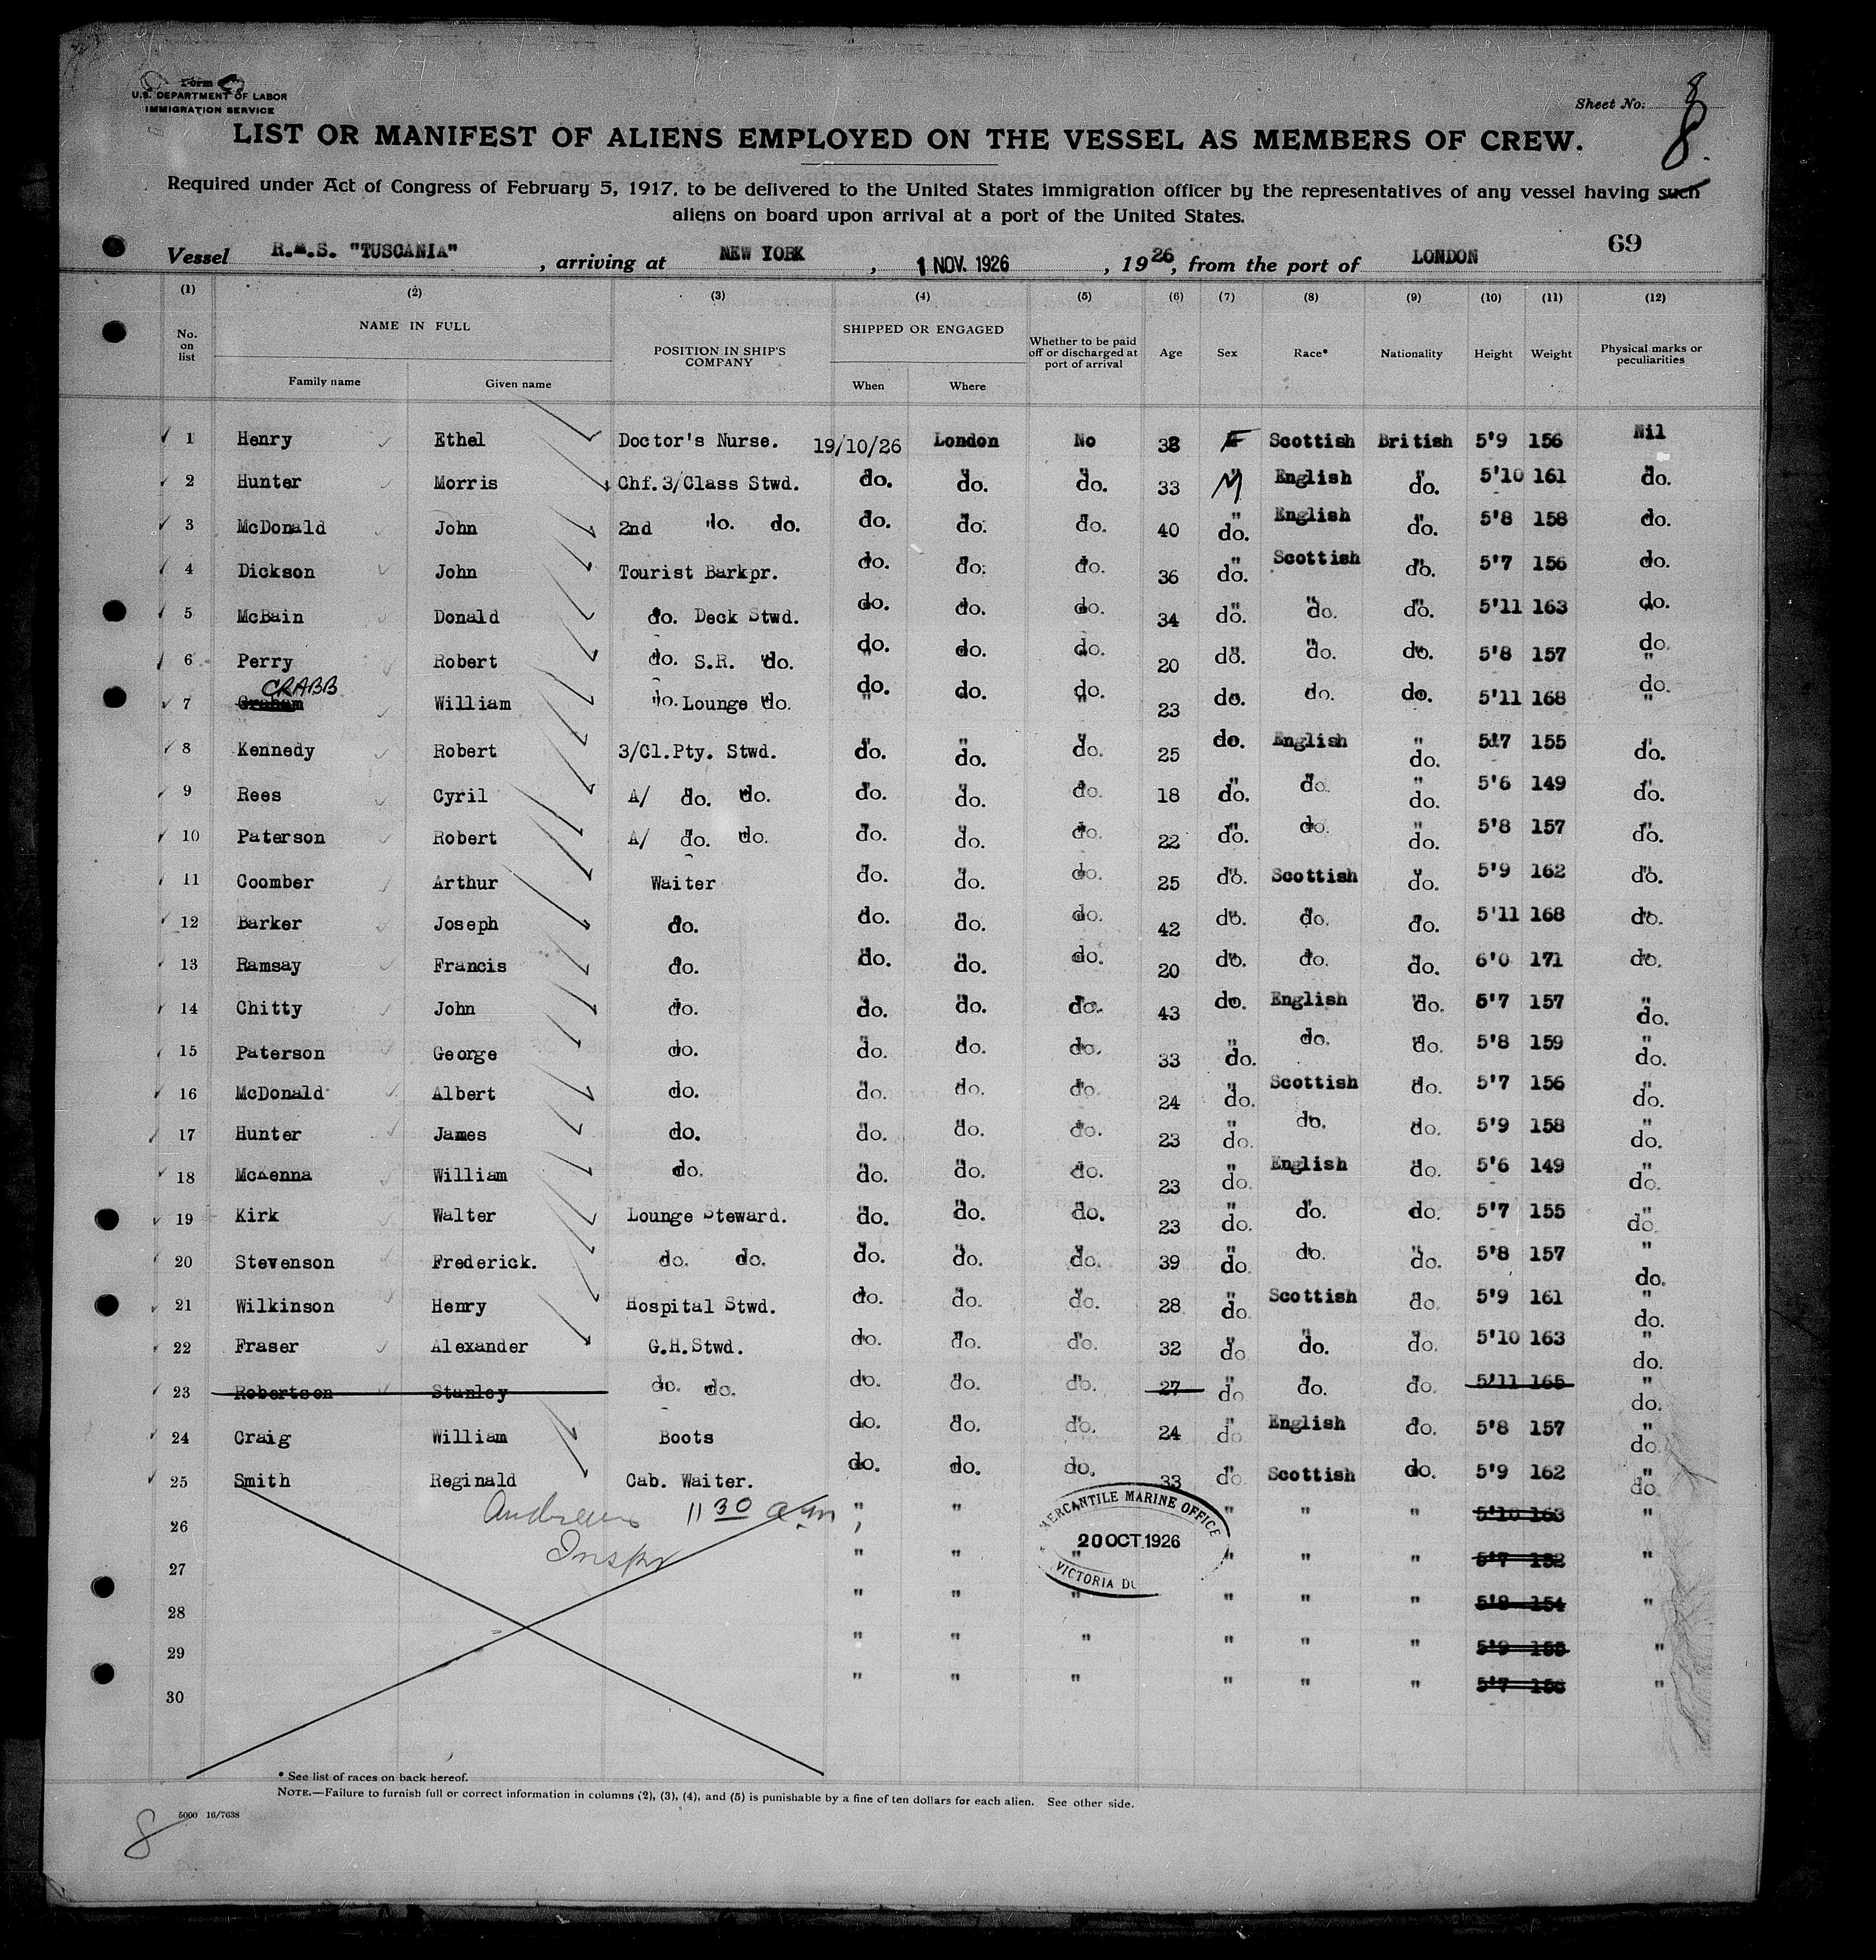 Form C
U.S. DEPARTMENT OF LABOR
IMMIGRATION SERVICE
Sheet No. 8
8.
LIST OR MANIFEST OF ALIENS EMPLOYED ON THE VESSEL AS MEMBERS OF CREW.
Required under Act of Congress of February 5, 1917, to be delivered to the United States immigration officer by the representatives of any vessel having such
aliens on board upon arrival at a port of the United States.
69
Vessel R.M.S. "TUSCANIA", arriving at NEW YORK, 1 NOV. 1926, 1926, from the port of LONDON
(1) (2) (3) (4) (5) (6) (7) (8) (9) (10) (11) (12)
No. on list NAME IN FULL POSITION IN SHIP'S COMPANY SHIPPED OR ENGAGED Whether to be paid off or discharged at port of arrival Age Sex Race* Nationality Height Weight Physical marks or peculiarities
Family name Given name When Where
1 Henry Ethel Doctor's Nurse. 19/10/26 London No 38 F Scottish British 5'9 156 Nil
2 Hunter Morris Chf.3/Class Stwd. do. do. do. 33 M English do. 5'10 161 do.
3 McDonald John 2nd do. do. do. do. do. 40 do. English do. 5'8 158 do.
4 Dickson John Tourist Barkpr. do. do. do. 36 do. Scottish do. 5'7 156 do.
5 McBain Donald do. Deck Stwd. do. do. do. 34 do. do. do. 5'11 163 do.
6 Perry Robert do. S.R. do. do. do. do. 20 do. do. do. 5'8 157 do.
CRABB
7 Graham William do. Lounge do. do. do. do. 23 do. do. do. 5'11 168 do.
8 Kennedy Robert 3/Cl.Pty. Stwd. do. do. do. 25 do. English do. 5'7 155 do.
9 Rees Cyril A/ do. do. do. do. do. 18 do. do. do. 5'6 149 do.
10 Paterson Robert A/ do. do. do. do. do. 22 do. do. do. 5'8 157 do.
11 Coomber Arthur Waiter do. do. do. 25 do. Scottish do. 5'9 162 do.
12 Barker Joseph do. do. do. do. 42 do. do. do. 5'11 168 do.
13 Ramsay Francis do. do. do. do. 20 do. do. do. 6'0 171 do.
14 Chitty John do. do. do. do. 43 do. English do. 5'7 157 do.
15 Paterson George do. do. do. do. 33 do. do. do. 5'8 159 do.
16 McDonald Albert do. do. do. do. 24 do. Scottish do. 5'7 156 do.
17 Hunter James do. do. do. do. 23 do. do. do. 5'9 158 do.
18 McKenna William do. do. do. do. 23 do. English do. 5'6 149 do.
19 Kirk Walter Lounge Steward. do. do. do. 23 do. do. do. 5'7 155 do.
20 Stevenson Frederick. do. do. do. do. do. 39 do. do. do. 5'8 157 do.
21 Wilkinson Henry Hospital Stwd. do. do. do. 28 do. Scottish do. 5'9 161 do.
22 Fraser Alexander G.H.Stwd. do. do. do. 32 do. do. do. 5'10 163 do.
23 Robertson Stanley do. do. do. do. do. 27 do. do. do. 5'11 165 do.
24 Craig William Boots do. do. do. 24 do. English do. 5'8 157 do.
25 Smith Reginald Cab. Waiter. do. do. do. 33 do. Scottish do. 5'9 162 do.
Andrews 11 30 am
Inspr
26 " " " " " 5'10 163 "
27 " " " " " " 5'7 152 "
28 " " " " " 5'8 154 "
29 " " " " " " 5'9 "
30 " " " " " " 5'7 "
MERCANTILE MARINE OFFICE
20 OCT 1926
VICTORIA
* See list of races on back hereof.
NOTE.—Failure to furnish full or correct information in columns (2), (3), (4), and (5) is punishable by a fine of ten dollars for each alien. See other side.
5000 16/7638
8